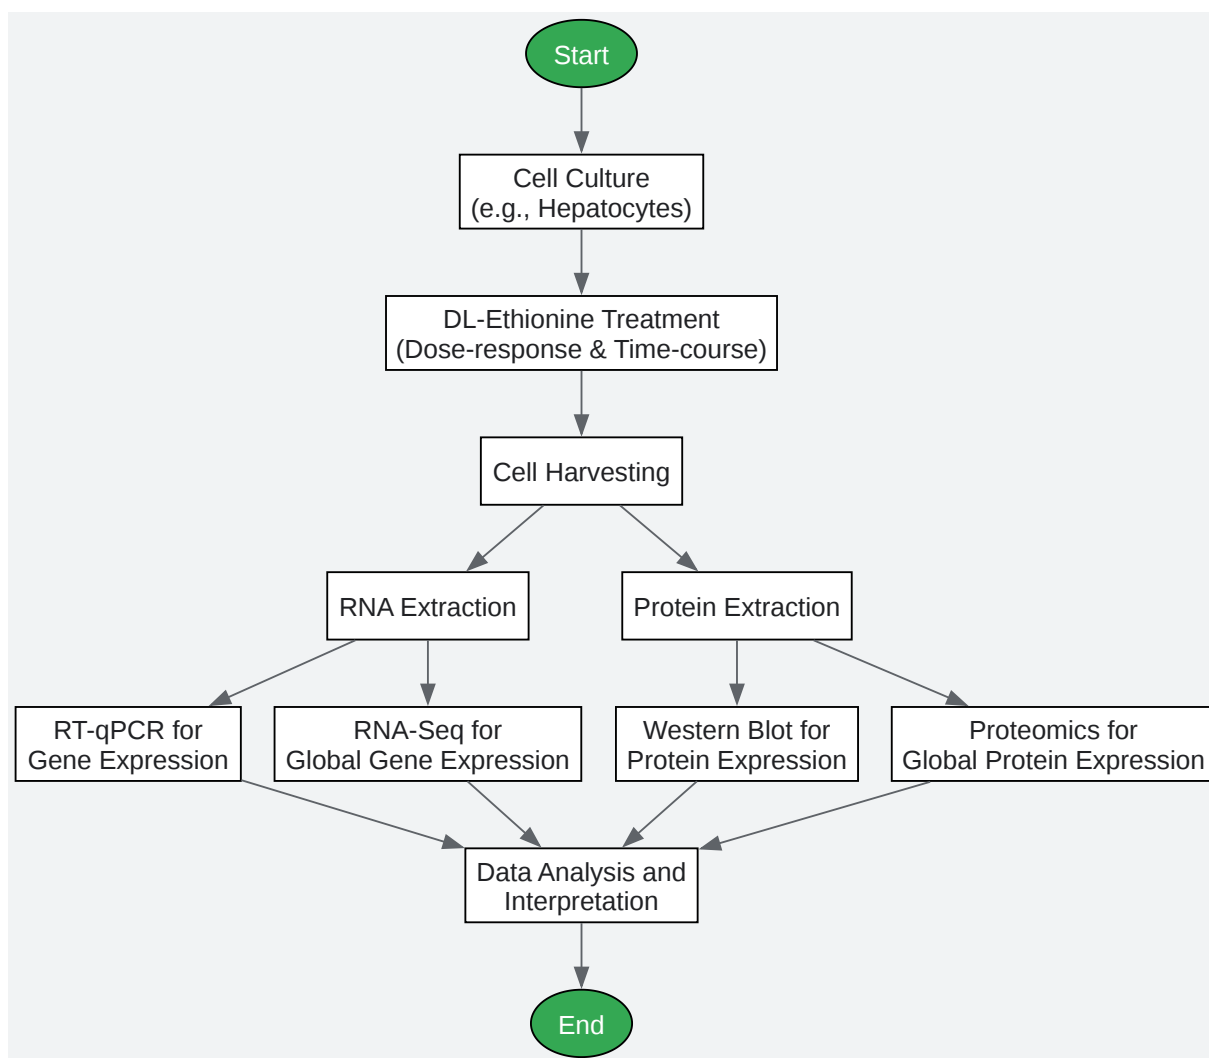 Start
Cell Culture
(e.g., Hepatocytes)
DL-Ethionine Treatment
(Dose-response & Time-course)
Cell Harvesting
RNA Extraction
Protein Extraction
RT-qPCR for
Gene Expression
RNA-Seq for
Global Gene Expression
Western Blot for
Protein Expression
Proteomics for
Global Protein Expression
Data Analysis and
Interpretation
End